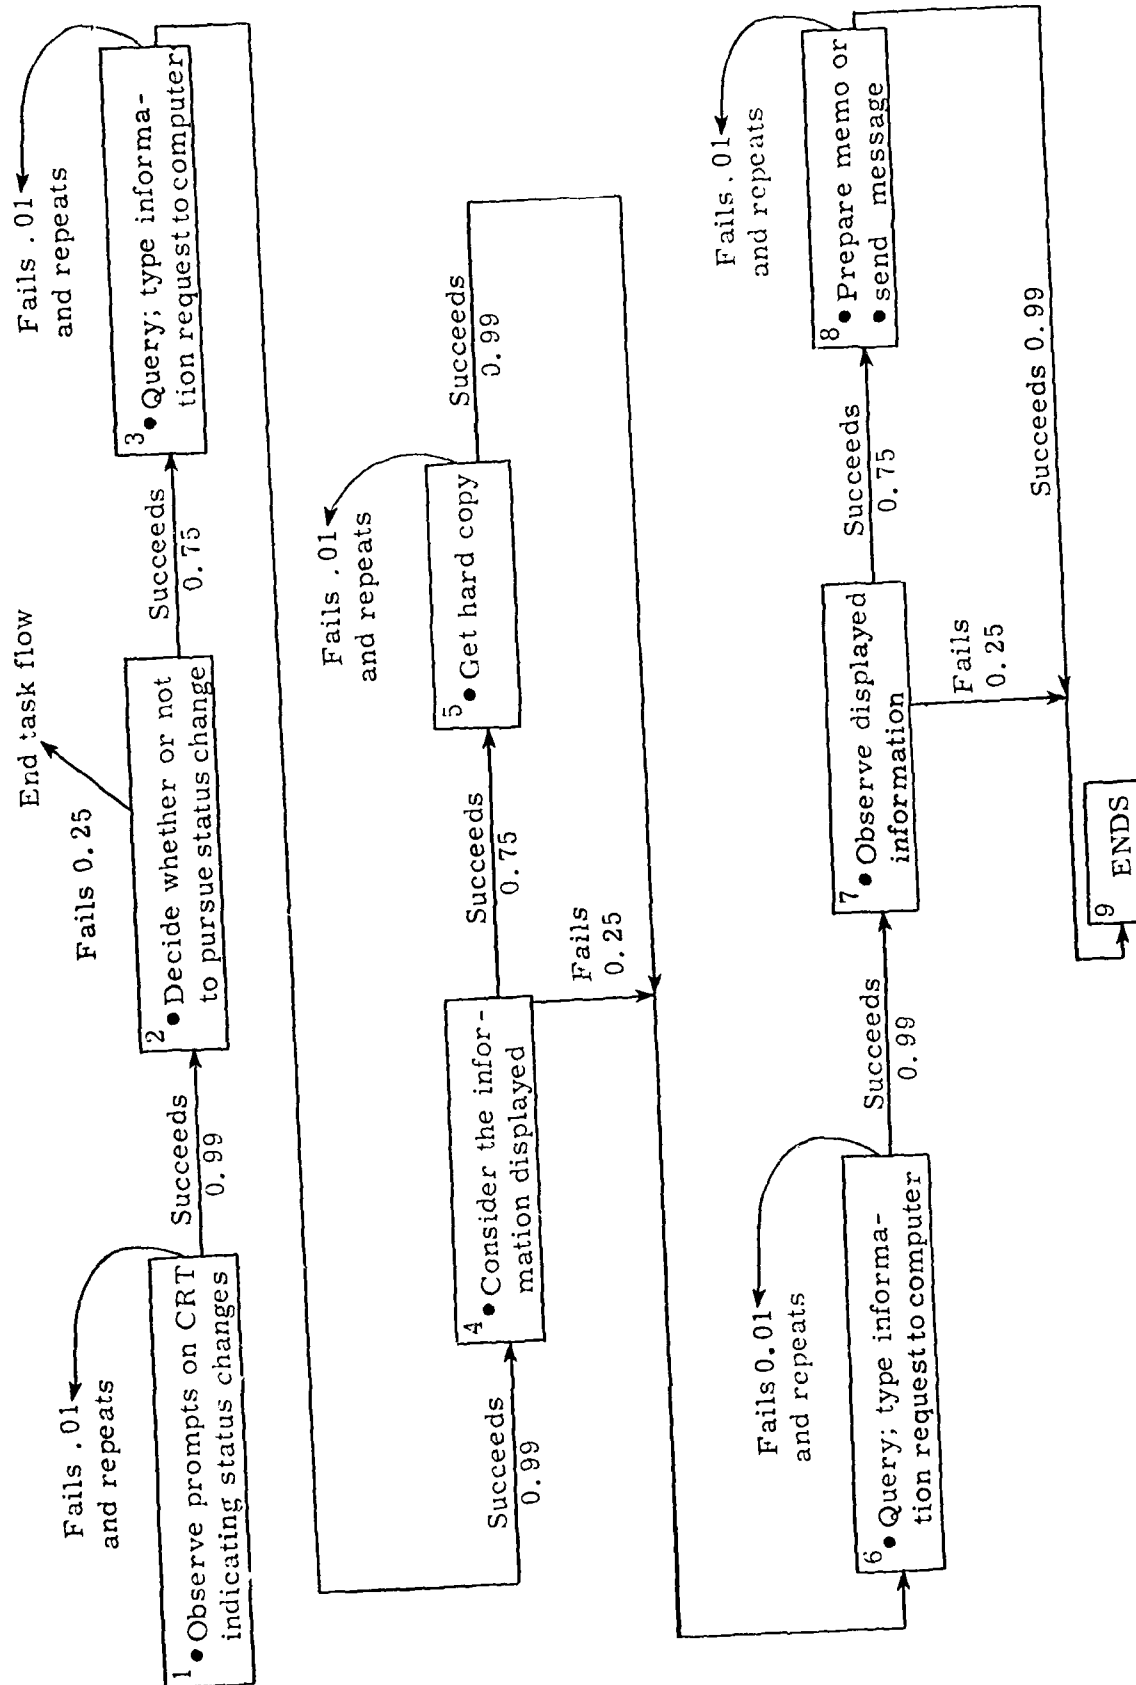 Fails .01
and repeats
1
• Observe prompts on CRT
indicating status changes
Succeeds
0.99
End task flow
Fails 0.25
2
• Decide whether or not
to pursue status change
Succeeds
0.75
Fails .01
and repeats
3
• Query; type informa-
tion request to computer
Succeeds
0.99
4
• Consider the infor-
mation displayed
Succeeds
0.75
Fails
0.25
Fails .01
and repeats
5
• Get hard copy
Succeeds
0.99
Fails 0.01
and repeats
6
• Query; type informa-
tion request to computer
Succeeds
0.99
7
• Observe displayed
information
Succeeds
0.75
Fails
0.25
Fails .01
and repeats
8
• Prepare memo or
• send message
Succeeds 0.99
9
ENDS